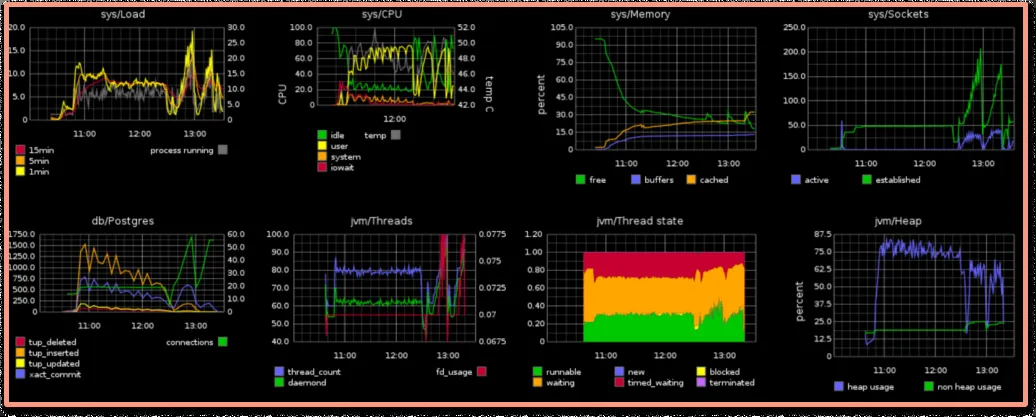 sys/Load
20.0 30.0
15.0 25.0
20.0
10.0 15.0
5.0 10.0
5.0
0 0.0
11:00 12:00 13:00
15min process running
5min
1min
sys/CPU
100.0 52.0
80.0 50.0
60.0 48.0
40.0 46.0
20.0 44.0
0.0 42.0
CPU
temp C
12:00
idle temp
user
system
iowait
sys/Memory
105.0
90.0
75.0
60.0
45.0
30.0
15.0
0
percent
11:00 12:00 13:00
free buffers cached
sys/Sockets
250.0
200.0
150.0
100.0
50.0
0
11:00 12:00 13:00
active established
db/Postgres
1750.0 60.0
1500.0 50.0
1250.0 40.0
1000.0
750.0 30.0
500.0 20.0
250.0 10.0
0 0
11:00 12:00 13:00
tup_deleted connections
tup_inserted
tup_updated
xact_commit
jvm/Threads
100.0 0.0775
90.0 0.075
80.0
70.0 0.0725
60.0 0.07
50.0
40.0 0.0675
11:00 12:00 13:00
thread_count fd_usage
daemond
jvm/Thread state
1.20
1.00
0.80
0.60
0.40
0.20
0
11:00 12:00 13:00
runnable new blocked
waiting timed_waiting terminated
jvm/Heap
87.5
75.0
62.5
50.0
37.5
25.0
12.5
0
percent
11:00 12:00 13:00
heap usage non heap usage